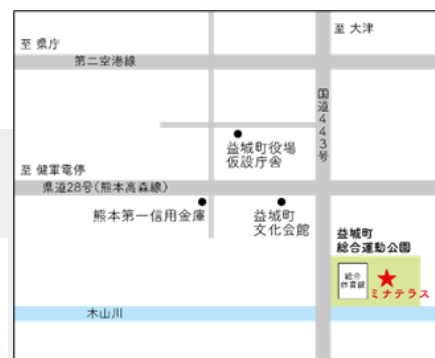 至 大津
至 県庁
第二空港線
国道443号
益城町役場
仮設庁舎
至 健軍電停
県道28号(熊本高森線)
熊本第一信用金庫
益城町
文化会館
益城町
総合運動公園
総合
体育館
★
ミナテラス
木山川